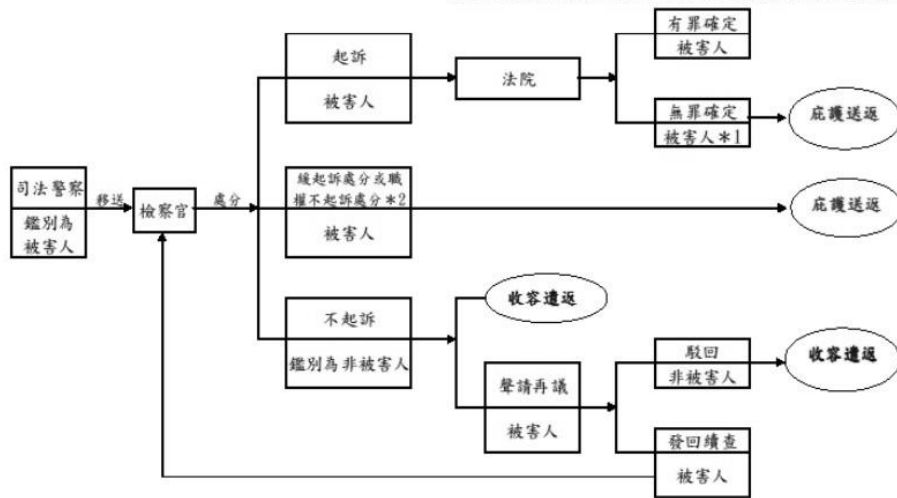 有罪確定
被害人
起訴
被害人
法院
無罪確定
被害人*1
庇護送返
司法警察
鑑別為
被害人
移送
檢察官
處分
緩起訴處分或職
權不起訴處分*2
被害人
庇護送返
不起訴
鑑別為非被害人
收容遣返
聲請再議
被害人
駁回
非被害人
收容遣返
發回續查
被害人